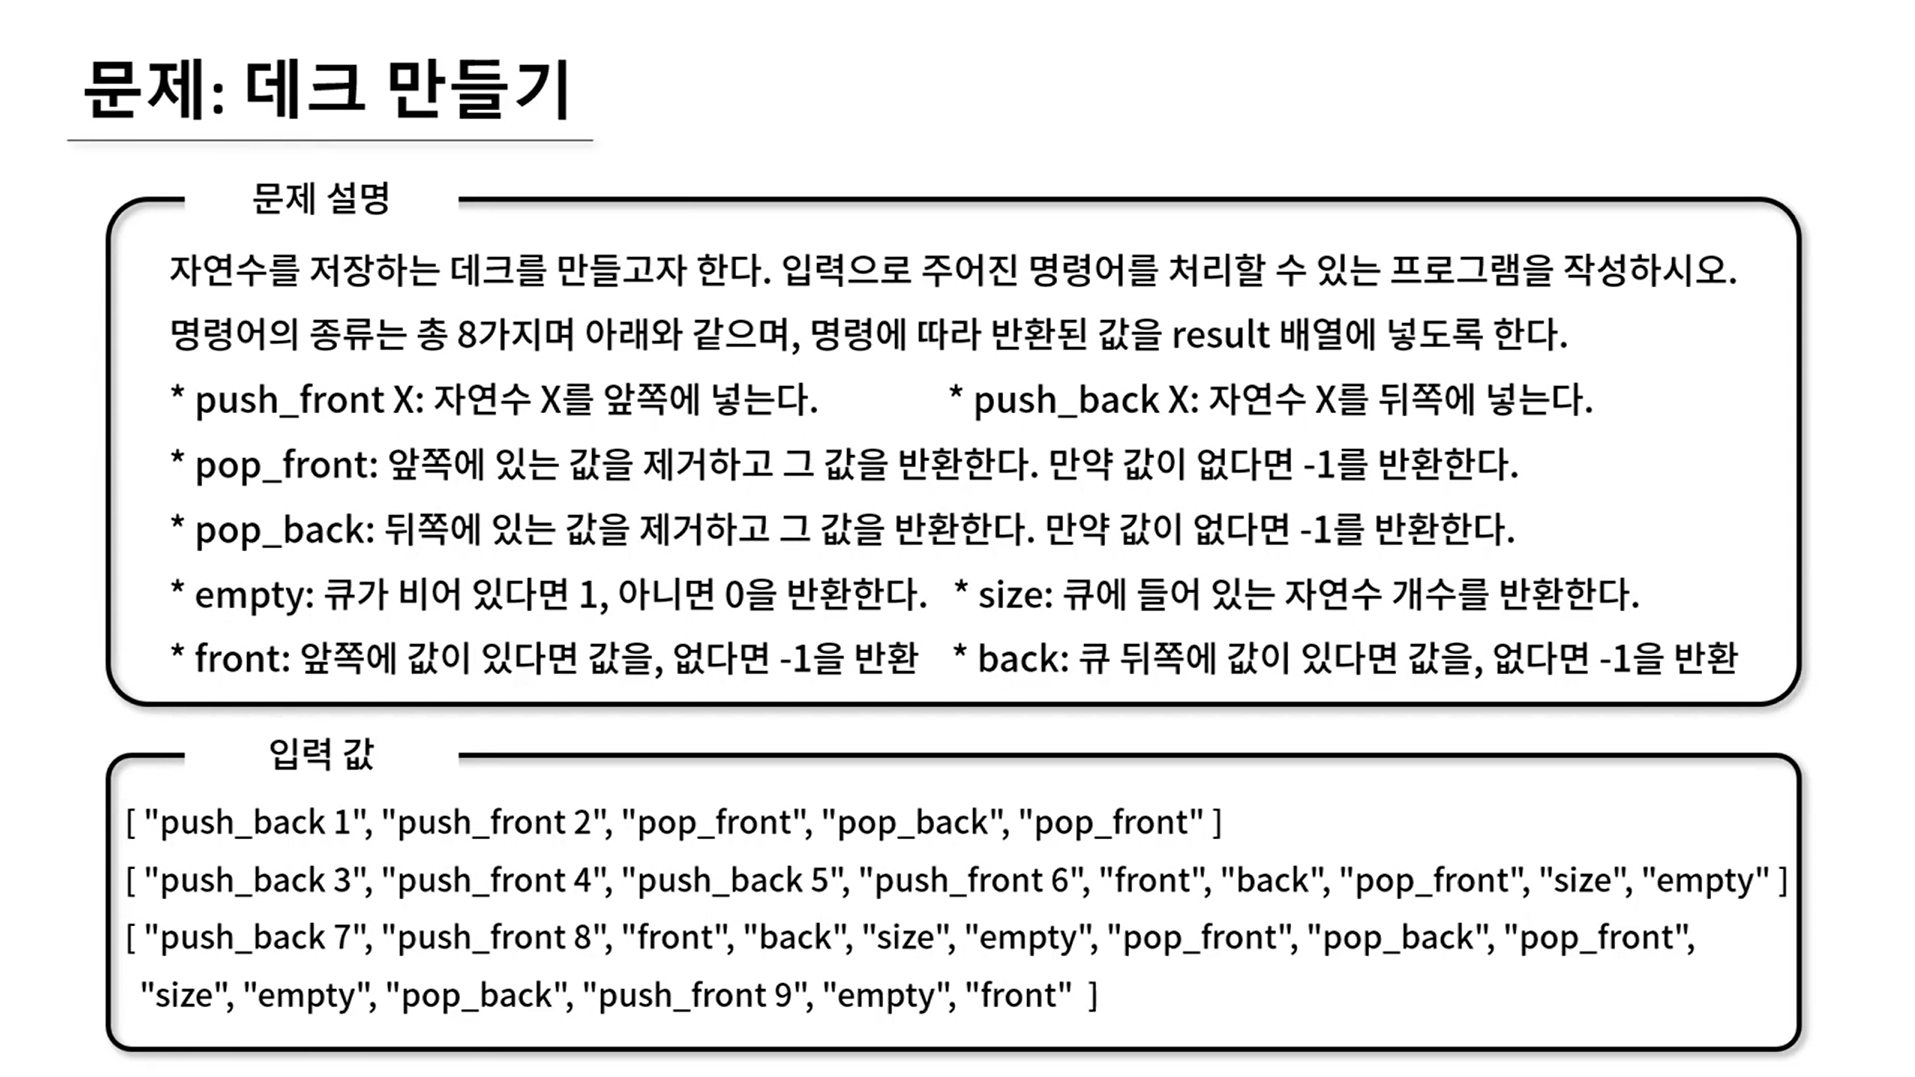 문제: 데크 만들기
문제 설명
자연수를 저장하는 데크를 만들고자 한다. 입력으로 주어진 명령어를 처리할 수 있는 프로그램을 작성하시오.
명령어의 종류는 총 8가지며 아래와 같으며, 명령에 따라 반환된 값을 result 배열에 넣도록 한다.
* push_front X: 자연수 X를 앞쪽에 넣는다. * push_back X: 자연수 X를 뒤쪽에 넣는다.
* pop_front: 앞쪽에 있는 값을 제거하고 그 값을 반환한다. 만약 값이 없다면 -1를 반환한다.
* pop_back: 뒤쪽에 있는 값을 제거하고 그 값을 반환한다. 만약 값이 없다면 -1를 반환한다.
* empty: 큐가 비어 있다면 1, 아니면 0을 반환한다. * size: 큐에 들어 있는 자연수 개수를 반환한다.
* front: 앞쪽에 값이 있다면 값을, 없다면 -1을 반환 * back: 큐 뒤쪽에 값이 있다면 값을, 없다면 -1을 반환
입력 값
[ "push_back 1", "push_front 2", "pop_front", "pop_back", "pop_front" ]
[ "push_back 3", "push_front 4", "push_back 5", "push_front 6", "front", "back", "pop_front", "size", "empty" ]
[ "push_back 7", "push_front 8", "front", "back", "size", "empty", "pop_front", "pop_back", "pop_front",
"size", "empty", "pop_back", "push_front 9", "empty", "front" ]